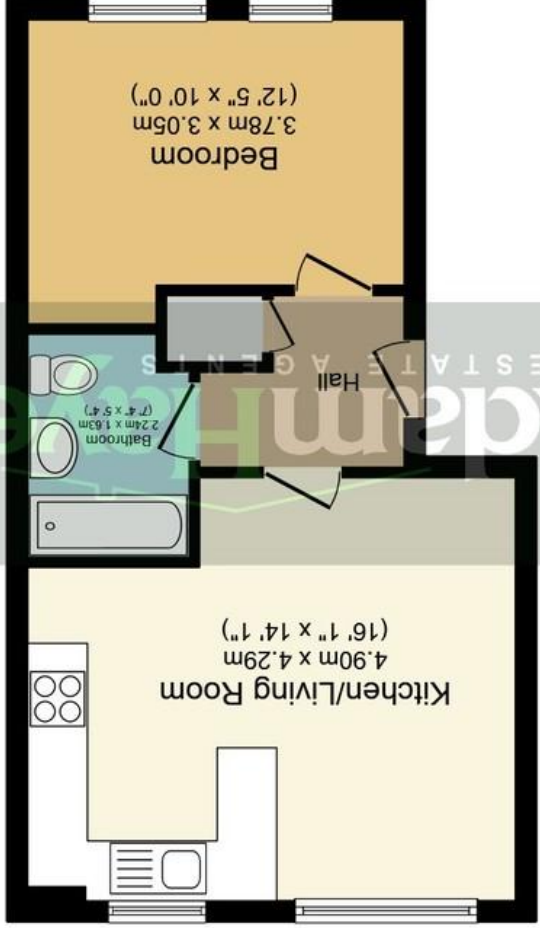 Kitchen/Living Room
4.90m x 4.29m
(16' 1" x 14' 1")
Hall
Bathroom
2.24m x 1.63m
(7' 4" x 5' 4")
Bedroom
3.78m x 3.05m
(12' 5" x 10' 0")
ESTATE AGENTS